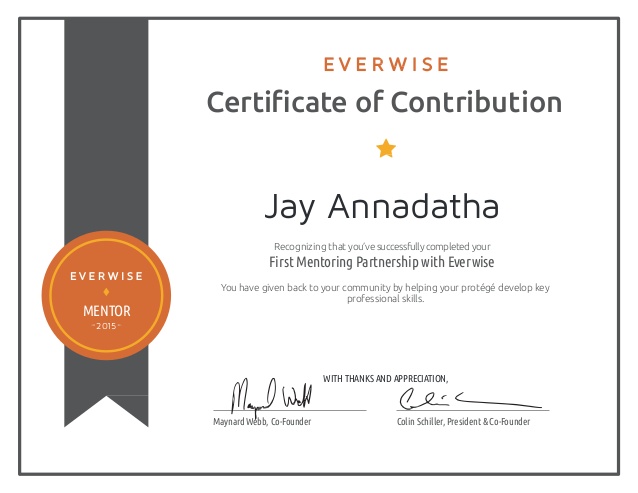 EVERWISE
Certificate of Contribution
Jay Annadatha
Recognizing that you've successfully completed your
First Mentoring Partnership with Everwise
You have given back to your community by helping your protégé develop key
professional skills.
EVERWISE
MENTOR
- 2015 -
WITH THANKS AND APPRECIATION,
Maynard Webb
Maynard Webb, Co-Founder
Colin Schiller, President & Co-Founder